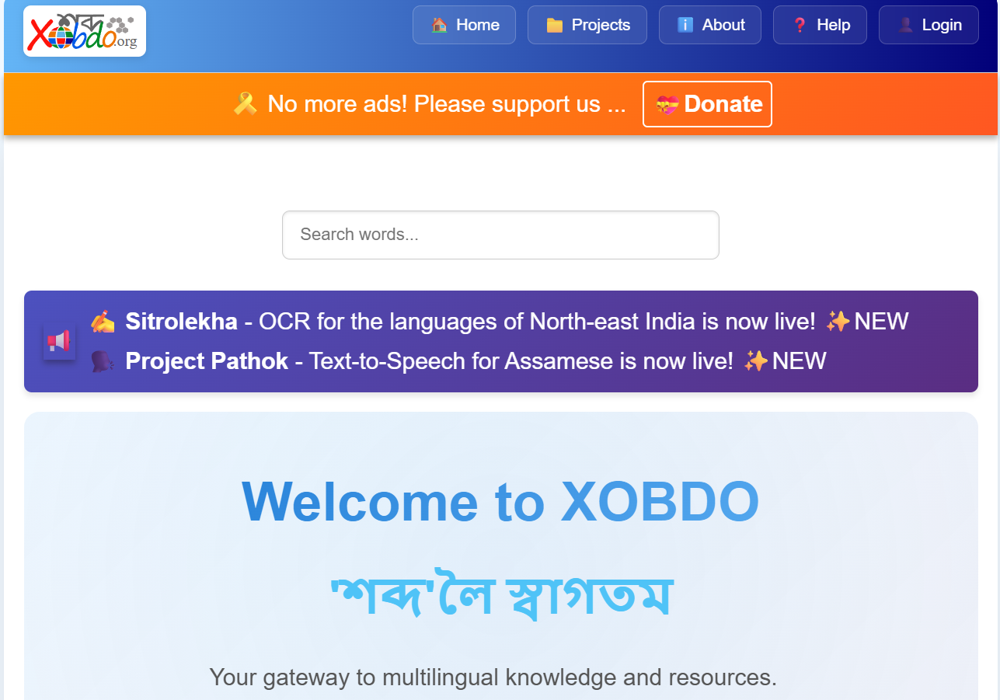 শব্দ
Xobdo.org
🏠 Home 📁 Projects ℹ️ About ❓ Help 👤 Login
🎗️ No more ads! Please support us ... 💝 Donate
Search words...
✍️ Sitrolekha - OCR for the languages of North-east India is now live! ✨ NEW
🗣️ Project Pathok - Text-to-Speech for Assamese is now live! ✨ NEW
Welcome to XOBDO
'শব্দ'লৈ স্বাগতম
Your gateway to multilingual knowledge and resources.